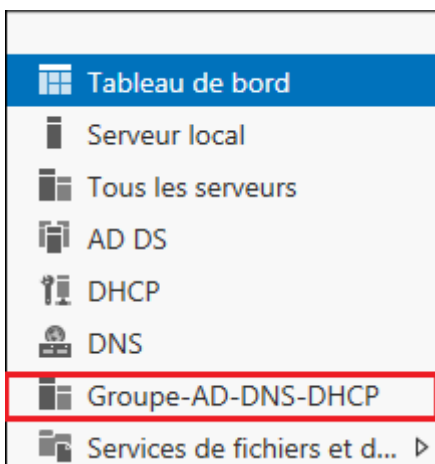 Tableau de bord
Serveur local
Tous les serveurs
AD DS
DHCP
DNS
Groupe-AD-DNS-DHCP
Services de fichiers et d...